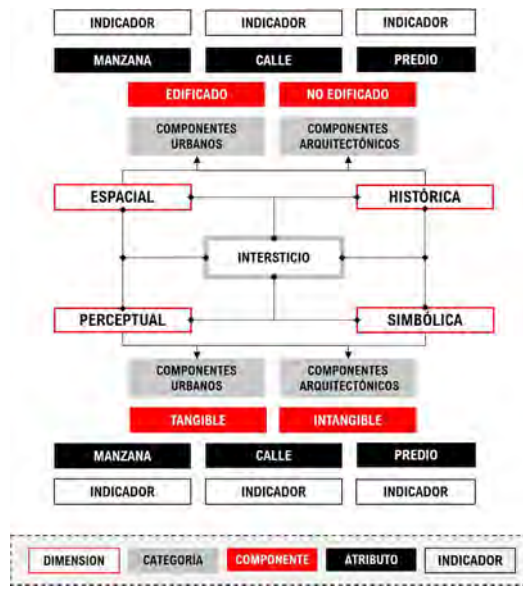 INDICADOR INDICADOR INDICADOR
MANZANA CALLE PREDIO
EDIFICADO NO EDIFICADO
COMPONENTES COMPONENTES
URBANOS ARQUITECTÓNICOS
ESPACIAL HISTÓRICA
INTERSTICIO
PERCEPTUAL SIMBÓLICA
COMPONENTES COMPONENTES
URBANOS ARQUITECTÓNICOS
TANGIBLE INTANGIBLE
MANZANA CALLE PREDIO
INDICADOR INDICADOR INDICADOR
DIMENSION CATEGORÍA COMPONENTE ATRIBUTO INDICADOR